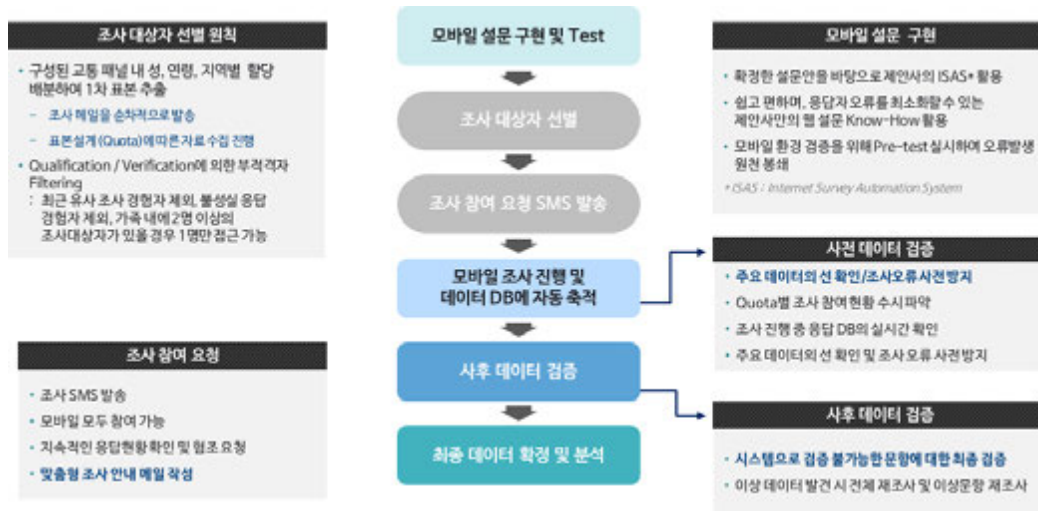 조사 대상자 선별 원칙
• 구성된 교통 패널 내 성, 연령, 지역별 할당
배분하여 1차 표본 추출
- 조사 메일을 순차적으로 발송
- 표본설계(Quota)에 따른 자료 수집 진행
• Qualification / Verification에 의한 부적격자
Filtering
: 최근 유사 조사 경험자 제외, 불성실 응답
경험자 제외, 가족 내에 2명 이상의
조사대상자가 있을 경우 1명만 접근 가능
조사 참여 요청
• 조사 SMS 발송
• 모바일 모두 참여 가능
• 지속적인 응답현황 확인 및 협조 요청
• 맞춤형 조사 안내 메일 작성
모바일 설문 구현 및 Test
조사 대상자 선별
조사 참여 요청 SMS 발송
모바일 조사 진행 및
데이터 DB에 자동 축적
사후 데이터 검증
최종 데이터 확정 및 분석
모바일 설문 구현
• 확정한 설문안을 바탕으로 제안사의 ISAS* 활용
• 쉽고 편하며, 응답자 오류를 최소화할 수 있는
제안사만의 웹 설문 Know-How 활용
• 모바일 환경 검증을 위해 Pre-test 실시하여 오류발생
원천 봉쇄
* ISAS : Internet Survey Automation System
사전 데이터 검증
• 주요 데이터의 선 확인/조사오류 사전 방지
• Quota별 조사 참여현황 수시 파악
• 조사 진행 중 응답 DB의 실시간 확인
• 주요 데이터의 선 확인 및 조사 오류 사전 방지
사후 데이터 검증
• 시스템으로 검증 불가능한 문항에 대한 최종 검증
• 이상 데이터 발견 시 전체 재조사 및 이상문항 재조사